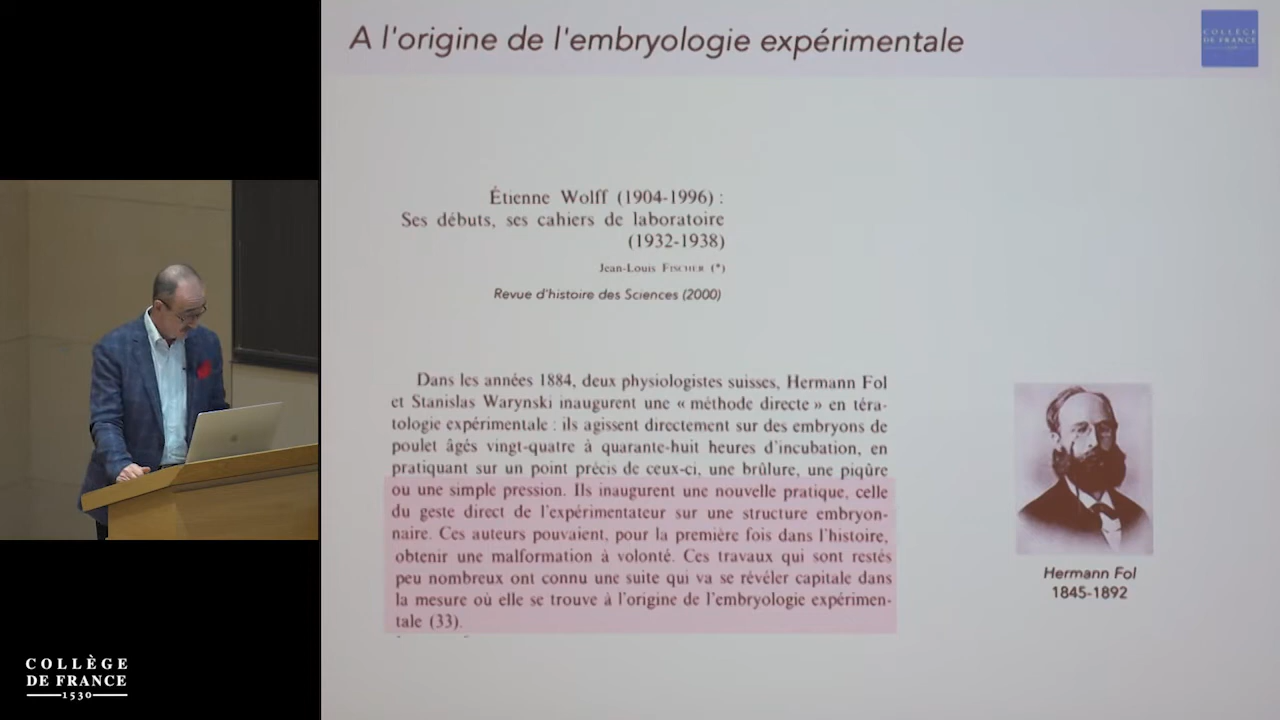 A l'origine de l'embryologie expérimentale
COLLÈGE
DE FRANCE
Étienne Wolff (1904-1996) :
Ses débuts, ses cahiers de laboratoire
(1932-1938)
Jean-Louis FISCHER (*)
Revue d'histoire des Sciences (2000)
Dans les années 1884, deux physiologistes suisses, Hermann Fol
et Stanislas Warynski inaugurent une « méthode directe » en téra-
tologie expérimentale : ils agissent directement sur des embryons de
poulet âgés vingt-quatre à quarante-huit heures d'incubation, en
pratiquant sur un point précis de ceux-ci, une brûlure, une piqûre
ou une simple pression. Ils inaugurent une nouvelle pratique, celle
du geste direct de l'expérimentateur sur une structure embryon-
naire. Ces auteurs pouvaient, pour la première fois dans l'histoire,
obtenir une malformation à volonté. Ces travaux qui sont restés
peu nombreux ont connu une suite qui va se révéler capitale dans
la mesure où elle se trouve à l'origine de l'embryologie expérimen-
tale (33).
Hermann Fol
1845-1892
COLLÈGE
DE FRANCE
1530